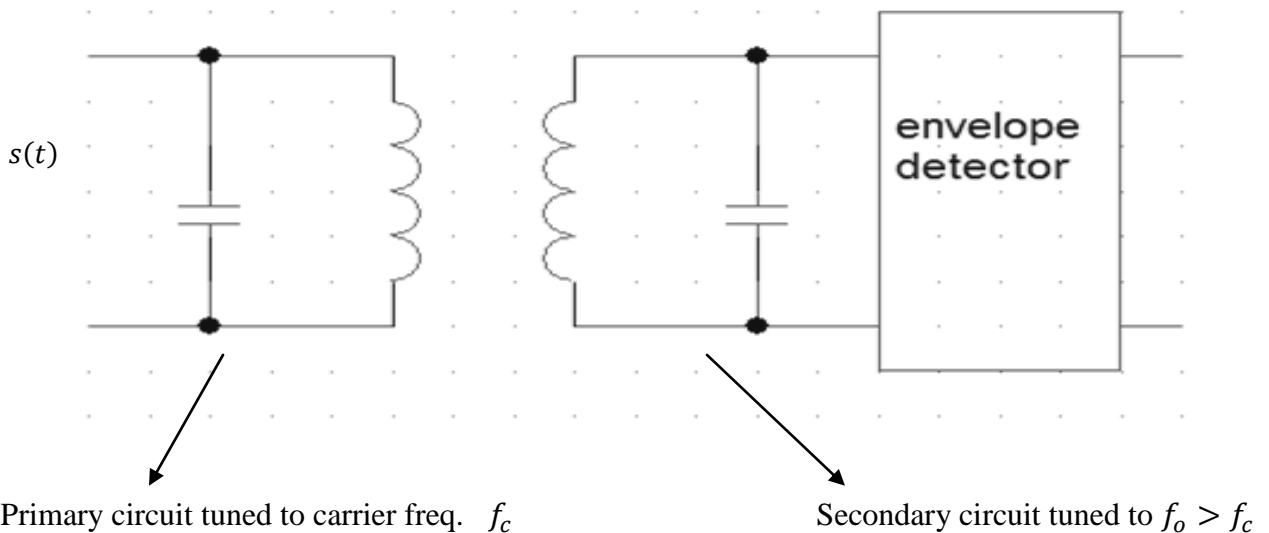 envelope
detector
s(t)
Primary circuit tuned to carrier freq. f_c
Secondary circuit tuned to f_o > f_c